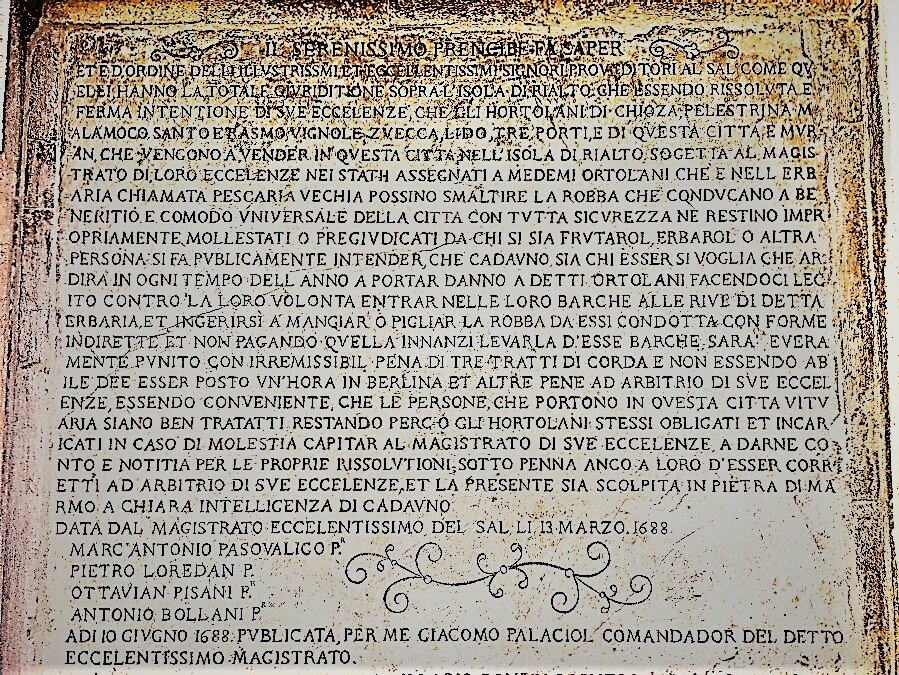 IL SERENISSIMO PRENCIPE FA SAPER
ET E D'ORDINE DELL ILLVSTRISSMI ET ECCELLENTISSIMI SIGNORI PROVEDITORI AL SAL COME QV
ELEI HANNO LA TOTALE GIVRIDITIONE SOPRA L'ISOLA DI RIALTO CHE ESSENDO RISSOLVTA E
FERMA INTENTIONE DI SVE ECCELENZE, CHE GLI HORTOLANI DI CHIOZA PELESTRINA M
ALAMOCO SANTO ERASMO VIGNOLE ZVECCA LIDO, TRE PORTI, E DI QVESTA CITTA E MVR
AN, CHE VENGONO A VENDER IN QVESTA CITTA NELL ISOLA DI RIALTO SOGETTA AL MAGIS
TRATO DI LORO ECCELENZE NEI STATII ASSEGNATI A MEDEMI ORTOLANI CHE E NELL ERB
ARIA CHIAMATA PESCARIA VECHIA POSSINO SMALTIRE LA ROBBA CHE CONDVCANO A BE
NERITIO E COMODO VNIVERSALE DELLA CITTA CON TVTTA SICVREZZA NE RESTINO IMPR
OPRIAMENTE MOLLESTATI O PREGIVDICATI DA CHI SI SIA FRVTAROL, ERBAROL O ALTRA
PERSONA SI FA PVBLICAMENTE INTENDER, CHE CADAVNO, SIA CHI ESSER SI VOGLIA CHE AR
DIRA IN OGNI TEMPO DELL ANNO A PORTAR DANNO A DETTI ORTOLANI FACENDOCI LEC
ITO CONTRO LA LORO VOLONTA ENTRAR NELLE LORO BARCHE ALLE RIVE DI DETTA
ERBARIA, ET INGERIRSI A MANGIAR O PIGLIAR LA ROBBA DA ESSI CONDOTTA CON FORME
INDIRETTE ET NON PAGANDO QVELLA INNANZI LEVARLA D'ESSE BARCHE, SARA' EVERA
MENTE PVNITO CON IRREMISSIBIL PENA DI TRE TRATTI DI CORDA E NON ESSENDO AB
ILE DEE ESSER POSTO VN'HORA IN BERLINA ET ALTRE PENE AD ARBITRIO DI SVE ECCEL
ENZE, ESSENDO CONVENIENTE, CHE LE PERSONE, CHE PORTONO IN QVESTA CITTA VITV
ARIA SIANO BEN TRATATTI RESTANDO PERCIÒ GLI HORTOLANI STESSI OBLIGATI ET INCAR
ICATI IN CASO DI MOLESTIA CAPITAR AL MAGISTRATO DI SVE ECCELENZE A DARNE CO
NTO E NOTITIA PER LE PROPRIE RISSOLVTIONI, SOTTO PENNA ANCO A LORO D'ESSER CORR
ETTI AD ARBITRIO DI SVE ECCELENZE, ET LA PRESENTE SIA SCOLPITA IN PIETRA DI MA
RMO A CHIARA INTELLIGENZA DI CADAVNO
DATA DAL MAGISTRATO ECCELENTISSIMO DEL SAL LI 13 MARZO 1688
MARC'ANTONIO PASQVALICO P.R
PIETRO LOREDAN P.
OTTAVIAN PISANI P.R
ANTONIO BOLLANI P.R
ADI 10 GIVGNO 1688 PVBLICATA, PER ME GIACOMO PALACIOL COMANDADOR DEL DETTO
ECCELENTISSIMO MAGISTRATO.